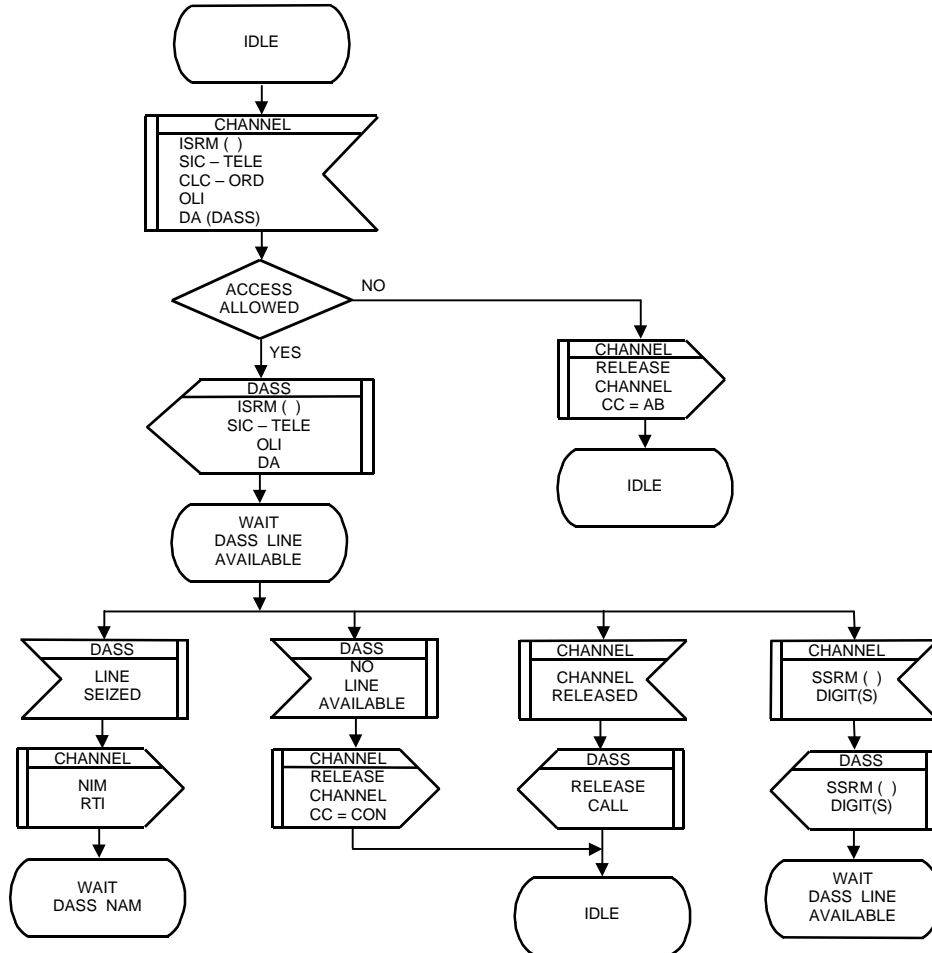 IDLE
CHANNEL
ISRM ( )
SIC – TELE
CLC – ORD
OLI
DA (DASS)
ACCESS
ALLOWED
NO
YES
CHANNEL
RELEASE
CHANNEL
CC = AB
IDLE
DASS
ISRM ( )
SIC – TELE
OLI
DA
WAIT
DASS LINE
AVAILABLE
DASS
LINE
SEIZED
DASS
NO
LINE
AVAILABLE
CHANNEL
CHANNEL
RELEASED
CHANNEL
SSRM ( )
DIGIT(S)
CHANNEL
NIM
RTI
CHANNEL
RELEASE
CHANNEL
CC = CON
DASS
RELEASE
CALL
DASS
SSRM ( )
DIGIT(S)
WAIT
DASS NAM
IDLE
WAIT
DASS LINE
AVAILABLE